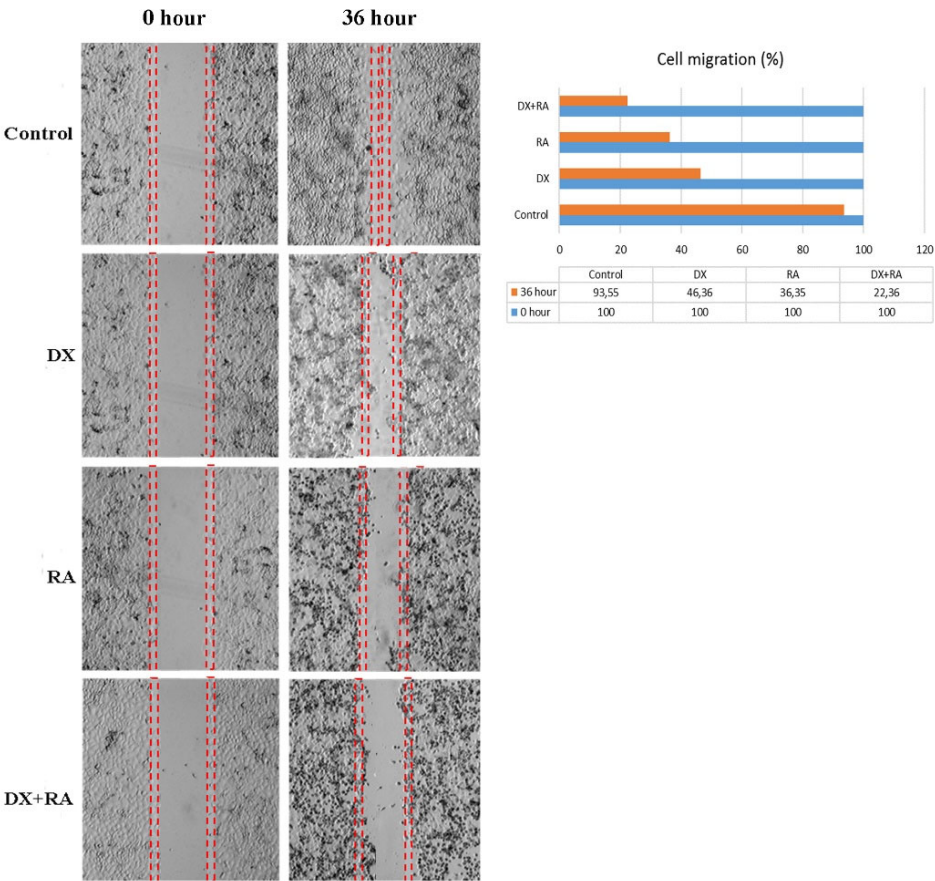 0 hour 36 hour
Control
DX
RA
DX+RA
Cell migration (%)
DX+RA
RA
DX
Control
0 20 40 60 80 100 120
Control DX RA DX+RA
36 hour 93,55 46,36 36,35 22,36
0 hour 100 100 100 100